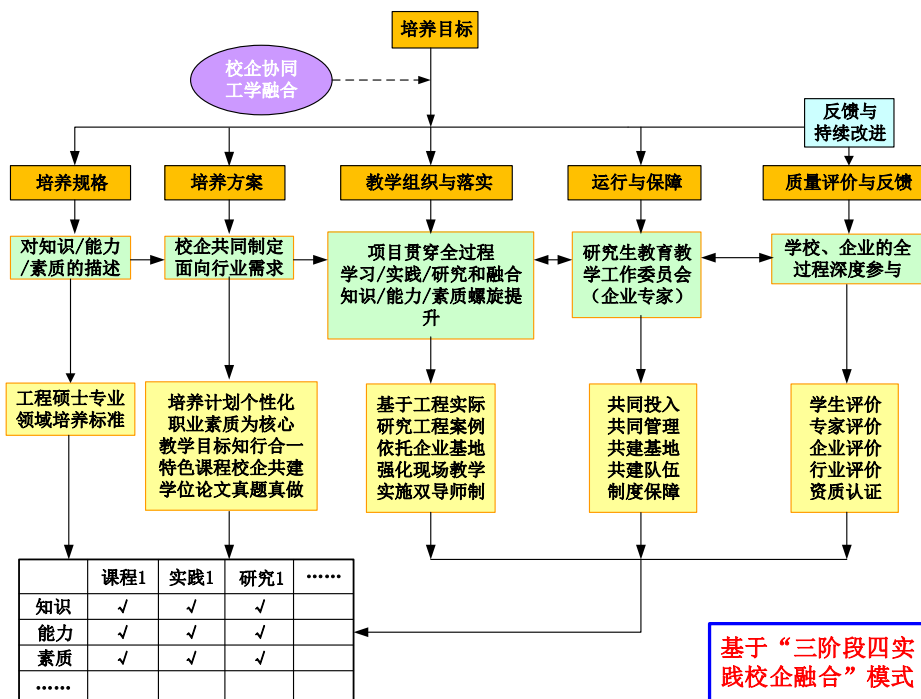 培养目标
校企协同
工学融合
反馈与
持续改进
培养规格
培养方案
教学组织与落实
运行与保障
质量评价与反馈
对知识/能力
/素质的描述
校企共同制定
面向行业需求
项目贯穿全过程
学习/实践/研究和融合
知识/能力/素质螺旋提
升
研究生教育教
学工作委员会
（企业专家）
学校、企业的全
过程深度参与
工程硕士专业
领域培养标准
培养计划个性化
职业素质为核心
教学目标知行合一
特色课程校企共建
学位论文真题真做
基于工程实际
研究工程案例
依托企业基地
强化现场教学
实施双导师制
共同投入
共同管理
共建基地
共建队伍
制度保障
学生评价
专家评价
企业评价
行业评价
资质认证
课程1 实践1 研究1 ……
知识 √ √ √
能力 √ √ √
素质 √ √ √
……
基于“三阶段四实
践校企融合”模式